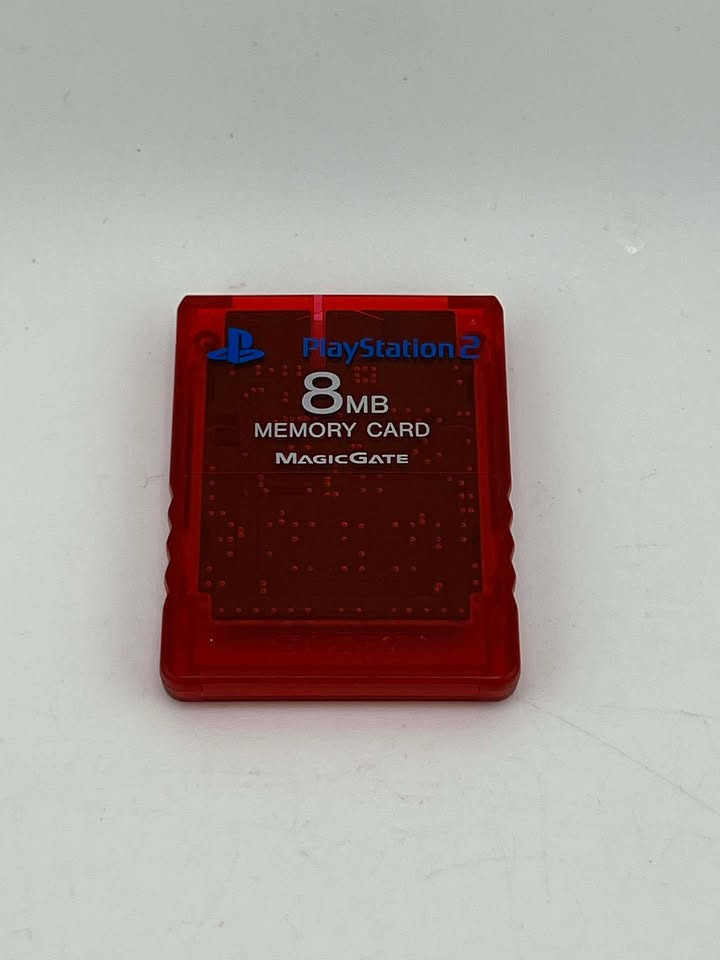 PlayStation 2
8MB
MEMORY CARD
MAGICGATE